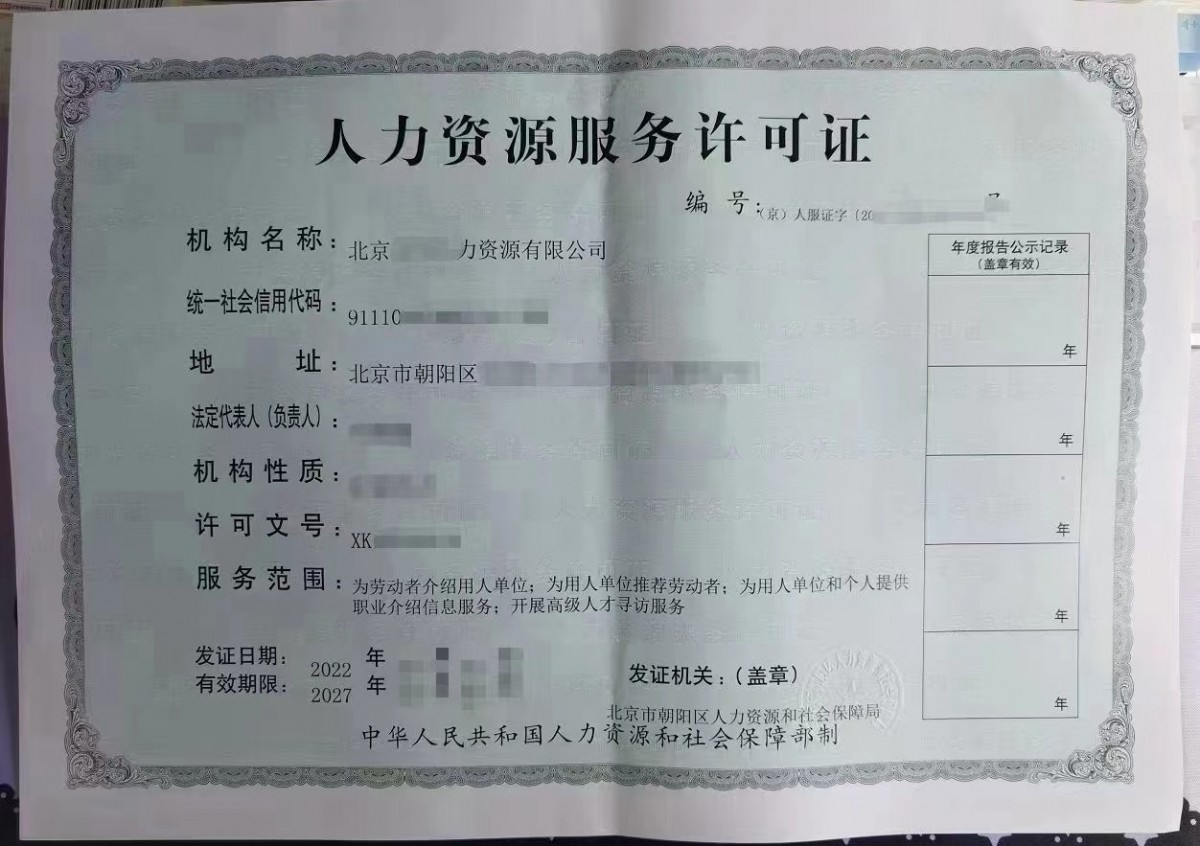 人力资源服务许可证
编 号：（京）人服证字〔20
机构名称：北京
力资源有限公司
统一社会信用代码：91110
地 址：北京市朝阳区
法定代表人（负责人）：
机构性质：
许可文号：XK
服务范围：为劳动者介绍用人单位；为用人单位推荐劳动者；为用人单位和个人提供
职业介绍信息服务；开展高级人才寻访服务
发证日期：2022 年
有效期限：2027 年
发证机关：（盖章）
北京市朝阳区人力资源和社会保障局
中华人民共和国人力资源和社会保障部制
年度报告公示记录
（盖章有效）
年
年
年
年
年